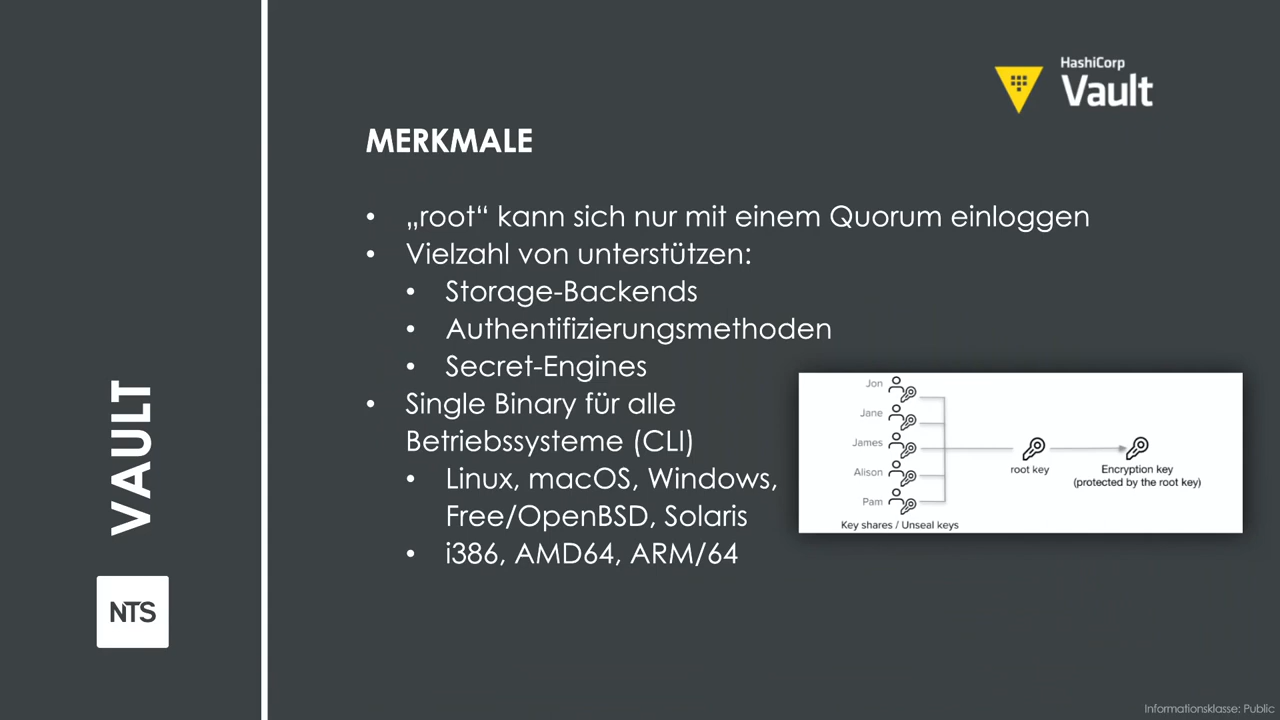 HashiCorp
Vault
MERKMALE
• „root“ kann sich nur mit einem Quorum einloggen
• Vielzahl von unterstützen:
• Storage-Backends
• Authentifizierungsmethoden
• Secret-Engines
• Single Binary für alle
Betriebssysteme (CLI)
• Linux, macOS, Windows,
Free/OpenBSD, Solaris
• i386, AMD64, ARM/64
Jon
Jane
James
Alison
Pam
Key shares / Unseal keys
root key
Encryption key
(protected by the root key)
VAULT
NTS
Informationsklasse: Public